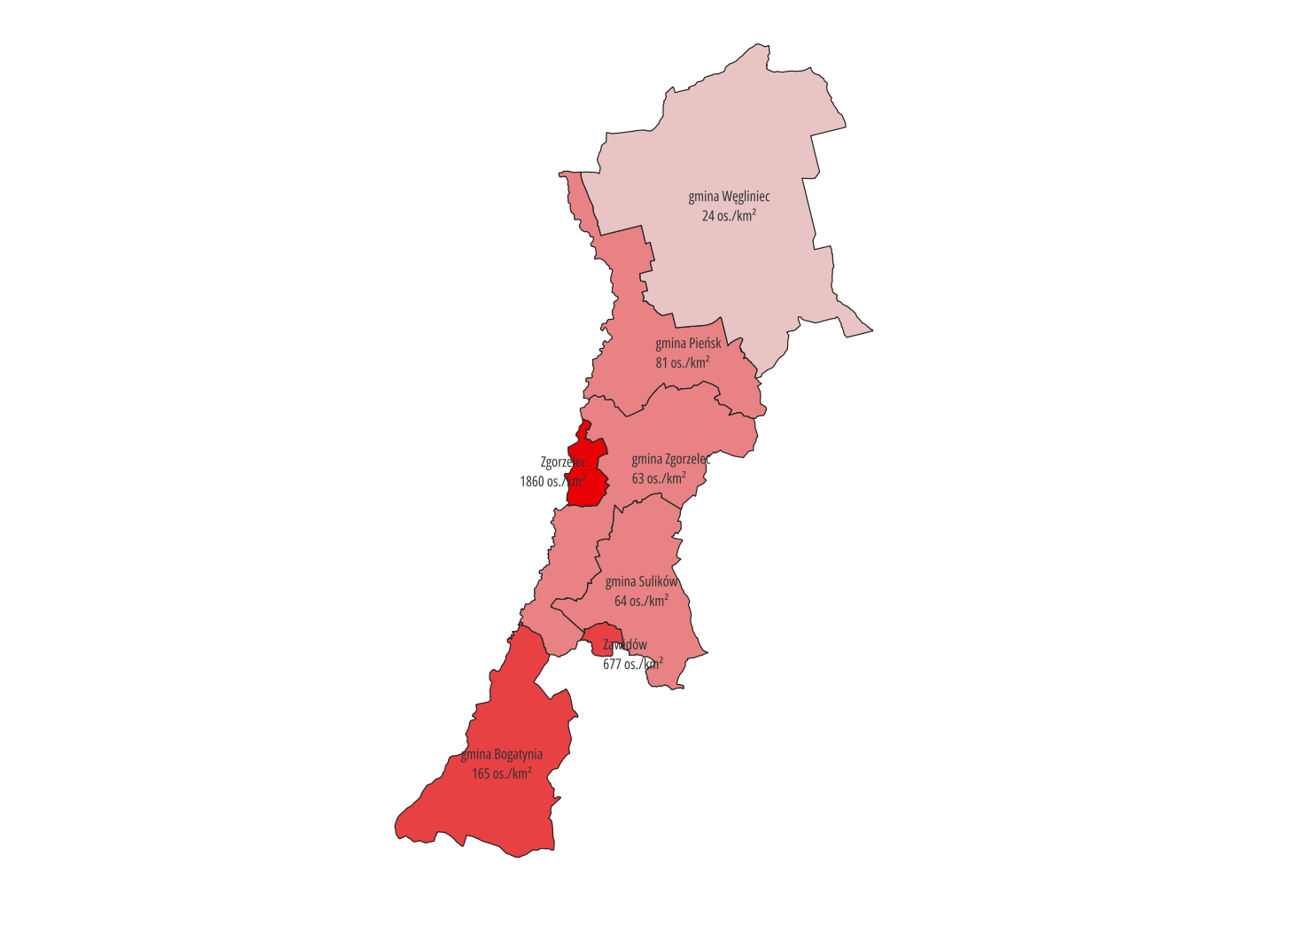 gmina Węgliniec
24 os./km²
gmina Pieńsk
81 os./km²
Zgorzelec
1860 os./km²
gmina Zgorzelec
63 os./km²
gmina Sulików
64 os./km²
Zawidów
677 os./km²
gmina Bogatynia
165 os./km²